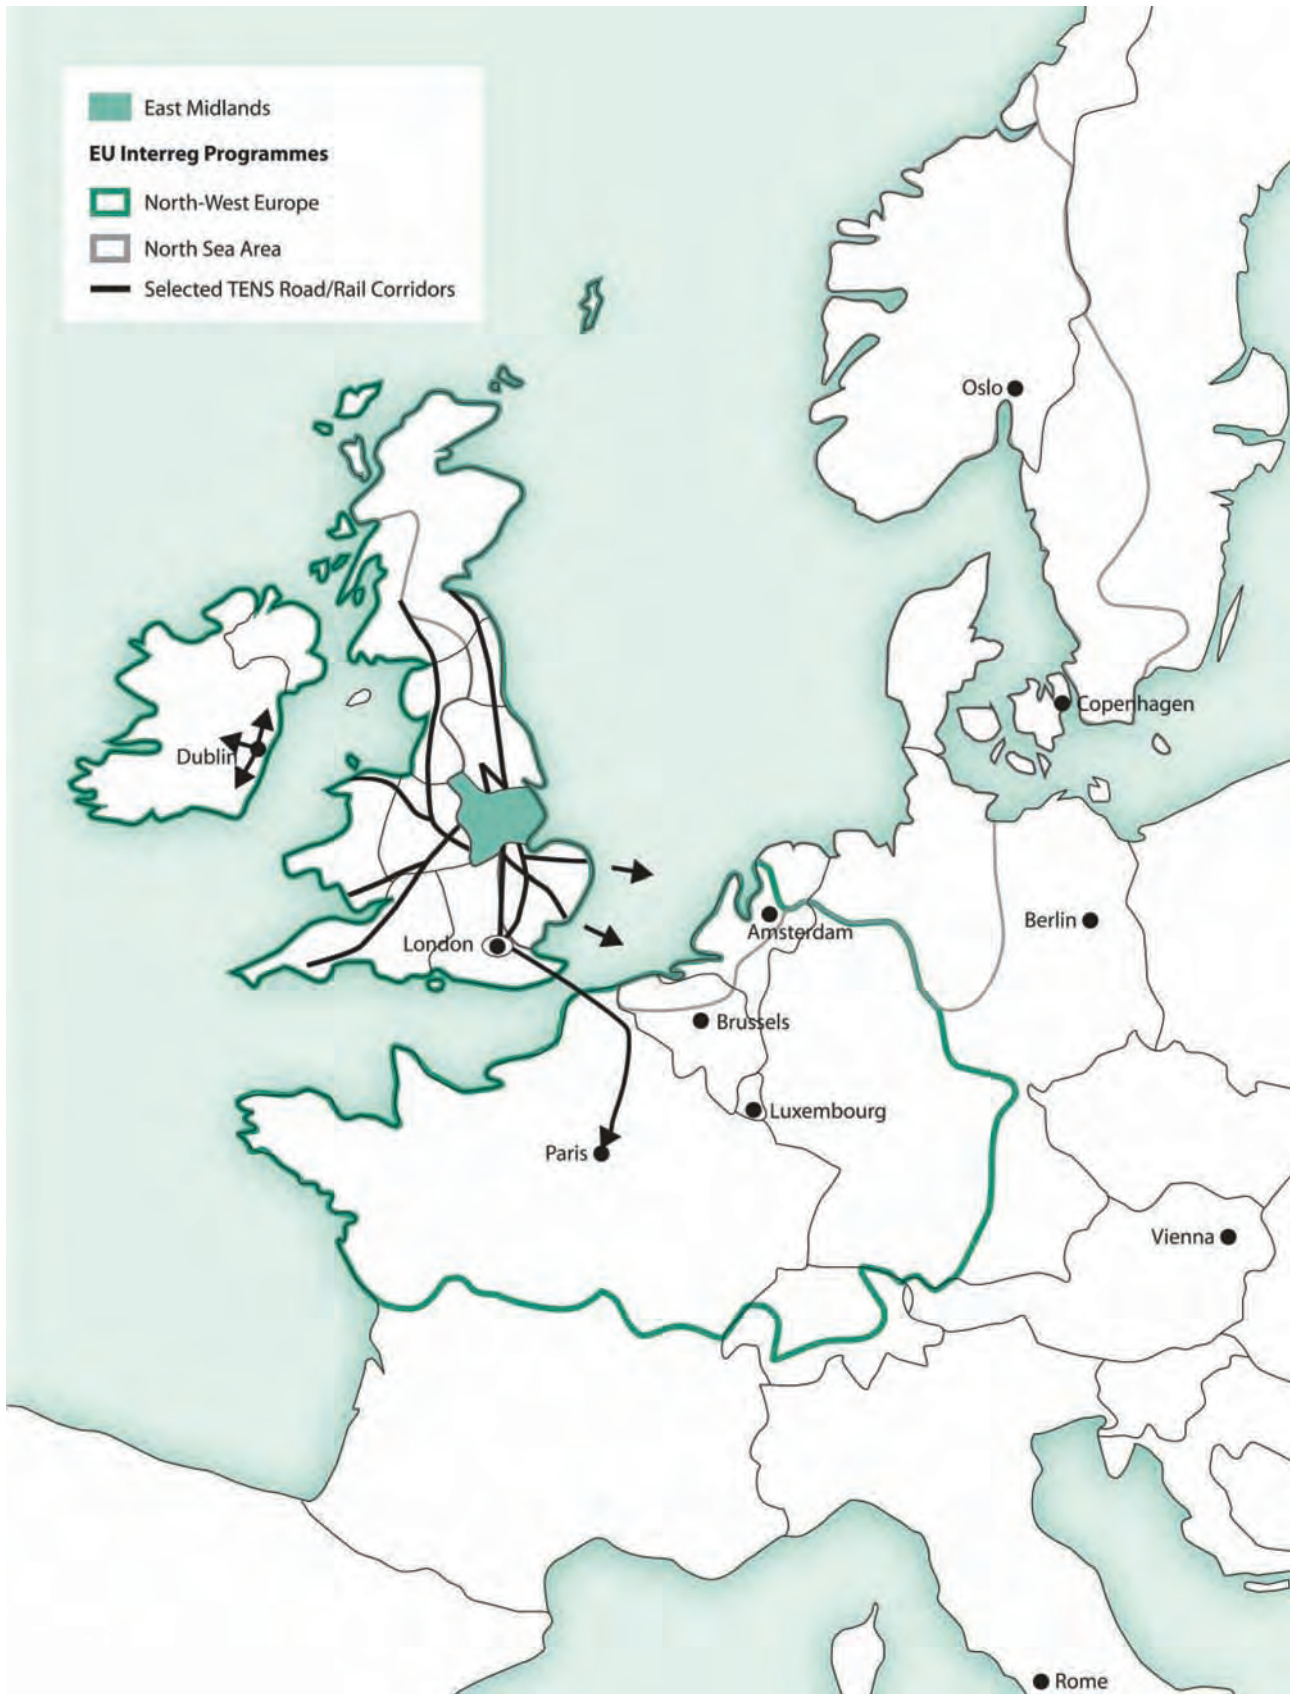 East Midlands
EU Interreg Programmes
North-West Europe
North Sea Area
Selected TENS Road/Rail Corridors
Oslo
Copenhagen
Dublin
Berlin
Amsterdam
London
Brussels
Luxembourg
Paris
Vienna
Rome